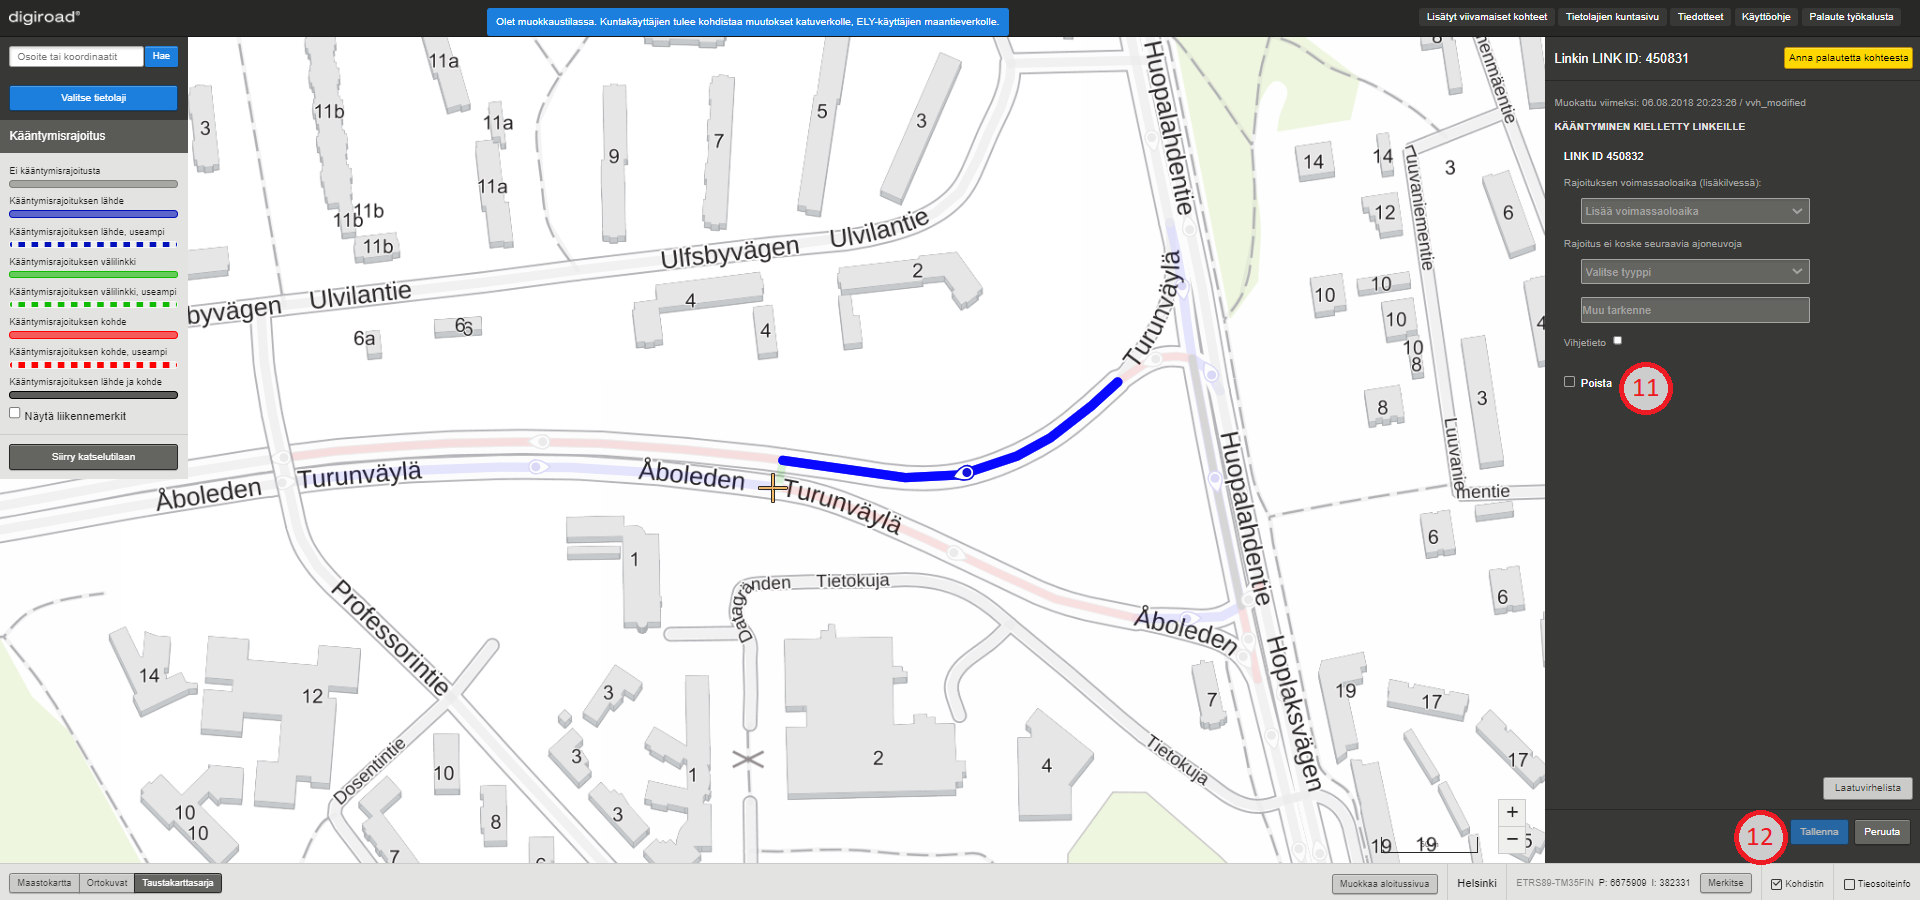 digiroad
Olet muokkaustilassa. Kuntakäyttäjien tulee kohdistaa muutokset katuverkolle, ELY-käyttäjien maantieverkolle.
Lisätyt viivamaiset kohteet
Tietolajien kuntasivu
Tiedotteet
Käyttöohje
Palaute työkalusta
Osoite tai koordinaatit
Hae
Valitse tietolaji
Kääntymisrajoitus
Ei kääntymisrajoitusta
Kääntymisrajoituksen lähde
Kääntymisrajoituksen lähde, useampi
Kääntymisrajoituksen välilinkki
Kääntymisrajoituksen välilinkki, useampi
Kääntymisrajoituksen kohde
Kääntymisrajoituksen kohde, useampi
Kääntymisrajoituksen lähde ja kohde
Näytä liikennemerkit
Siirry katselutilaan
3
11b
11a
11a
11a
11b
11b
11b
9
7
5
3
Ulfsbyvägen
Ulvilantie
byvägen
Ulvilantie
6a
6
6
4
4
2
Huopalahdentie
Turunväylä
14
14
3
12
6
Luuvaniementie
10
10
10
10
8
8
3
4
Luuvanie
mentie
6
6
Åboleden
Turunväylä
Åboleden
Turunväylä
Huopalahdentie
Åboleden
Hoplaksvägen
Professorintie
Dosentintie
Datagränden
Tietokuja
Tietokuja
1
14
12
10
10
10
8
7
3
3
3
1
2
4
7
19
17
17
19
19
5
Linkin LINK ID: 450831
Anna palautetta kohteesta
Muokattu viimeksi: 06.08.2018 20:23:26 / vvh_modified
KÄÄNTYMINEN KIELLETTY LINKEILLE
LINK ID 450832
Rajoituksen voimassaoloaika (lisäkilvessä):
Lisää voimassaoloaika
Rajoitus ei koske seuraavia ajoneuvoja
Valitse tyyppi
Muu tarkenne
Vihjetieto
Poista
11
Laatuvirhelista
12
Tallenna
Peruuta
+
−
Maastokartta
Ortokuvat
Taustakarttasarja
Muokkaa aloitussivua
Helsinki
ETRS89-TM35FIN P: 6675909 I: 382331
Merkitse
Kohdistin
Tieosoiteinfo